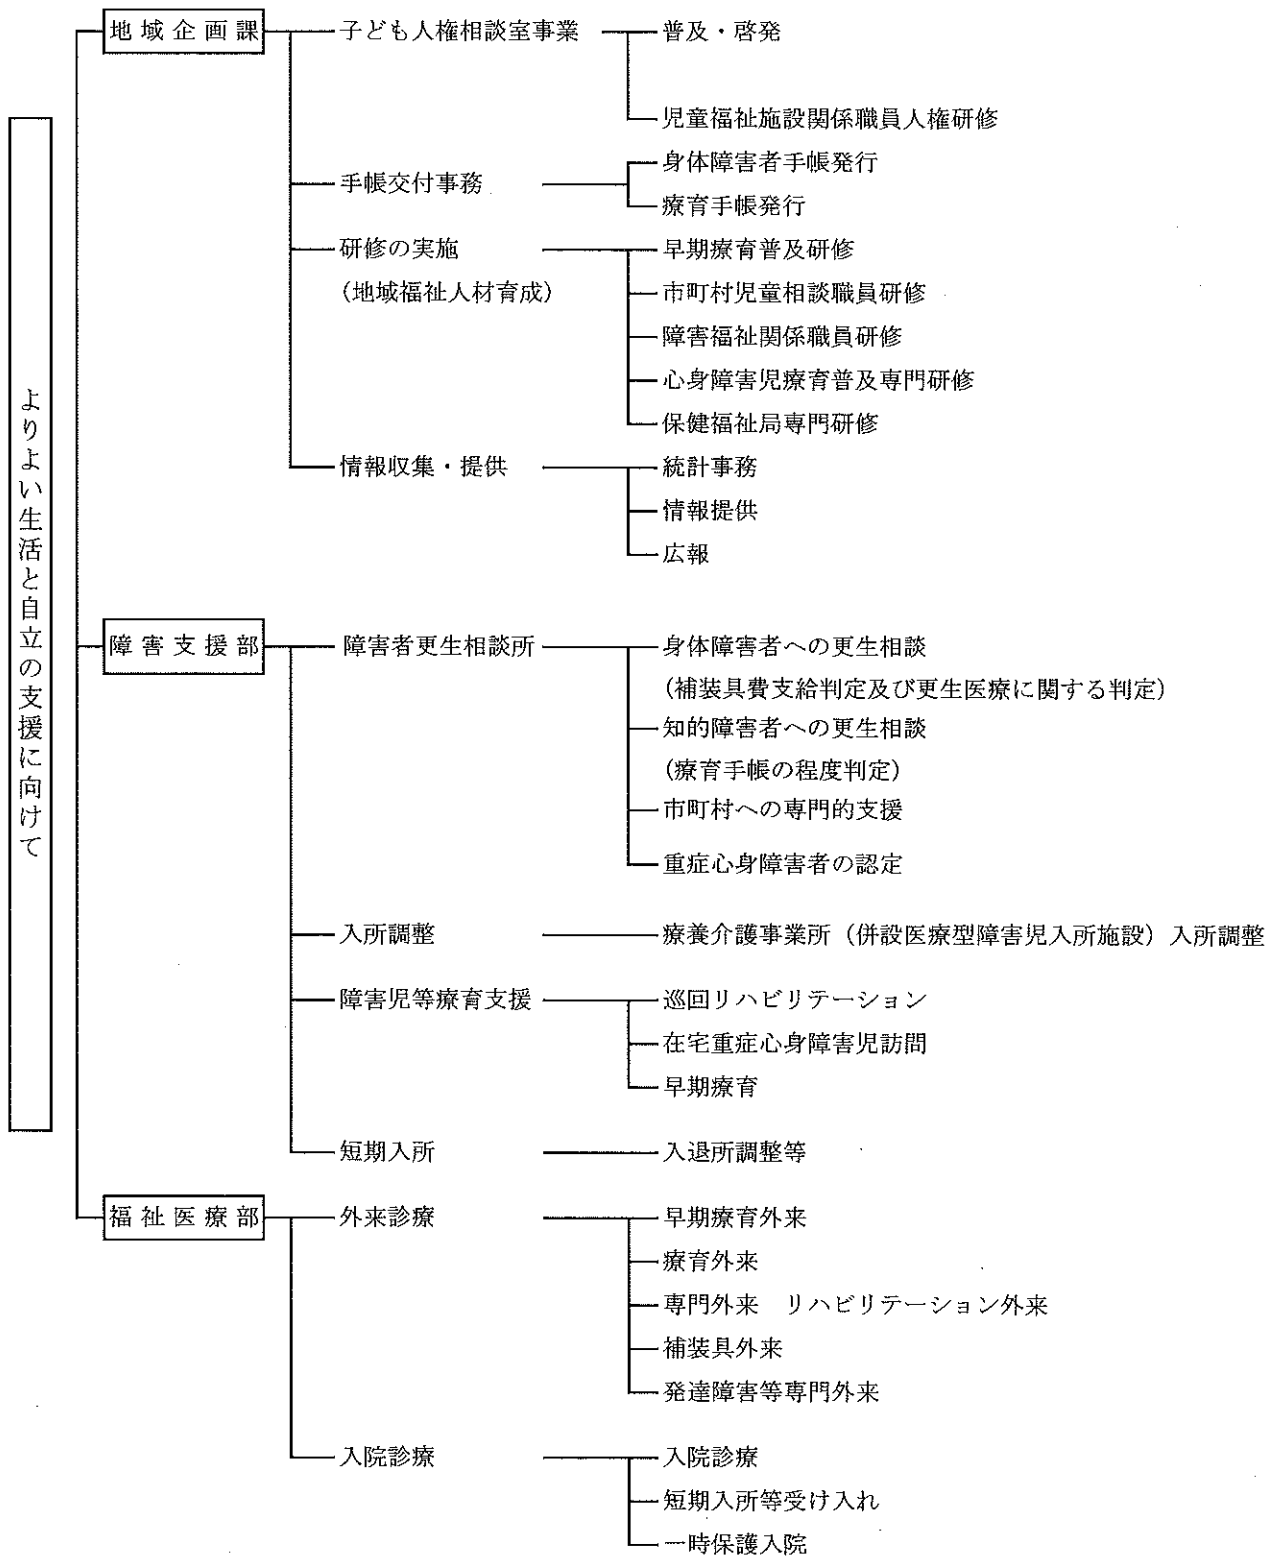 よりよい生活と自立の支援に向けて
地域企画課
子ども人権相談室事業
普及・啓発
児童福祉施設関係職員人権研修
手帳交付事務
身体障害者手帳発行
療育手帳発行
研修の実施
(地域福祉人材育成)
早期療育普及研修
市町村児童相談職員研修
障害福祉関係職員研修
心身障害児療育普及専門研修
保健福祉局専門研修
情報収集・提供
統計事務
情報提供
広報
障害支援部
障害者更生相談所
身体障害者への更生相談
(補装具費支給判定及び更生医療に関する判定)
知的障害者への更生相談
(療育手帳の程度判定)
市町村への専門的支援
重症心身障害者の認定
入所調整
療養介護事業所(併設医療型障害児入所施設)入所調整
障害児等療育支援
巡回リハビリテーション
在宅重症心身障害児訪問
早期療育
短期入所
入退所調整等
福祉医療部
外来診療
早期療育外来
療育外来
専門外来 リハビリテーション外来
補装具外来
発達障害等専門外来
入院診療
入院診療
短期入所等受け入れ
一時保護入院